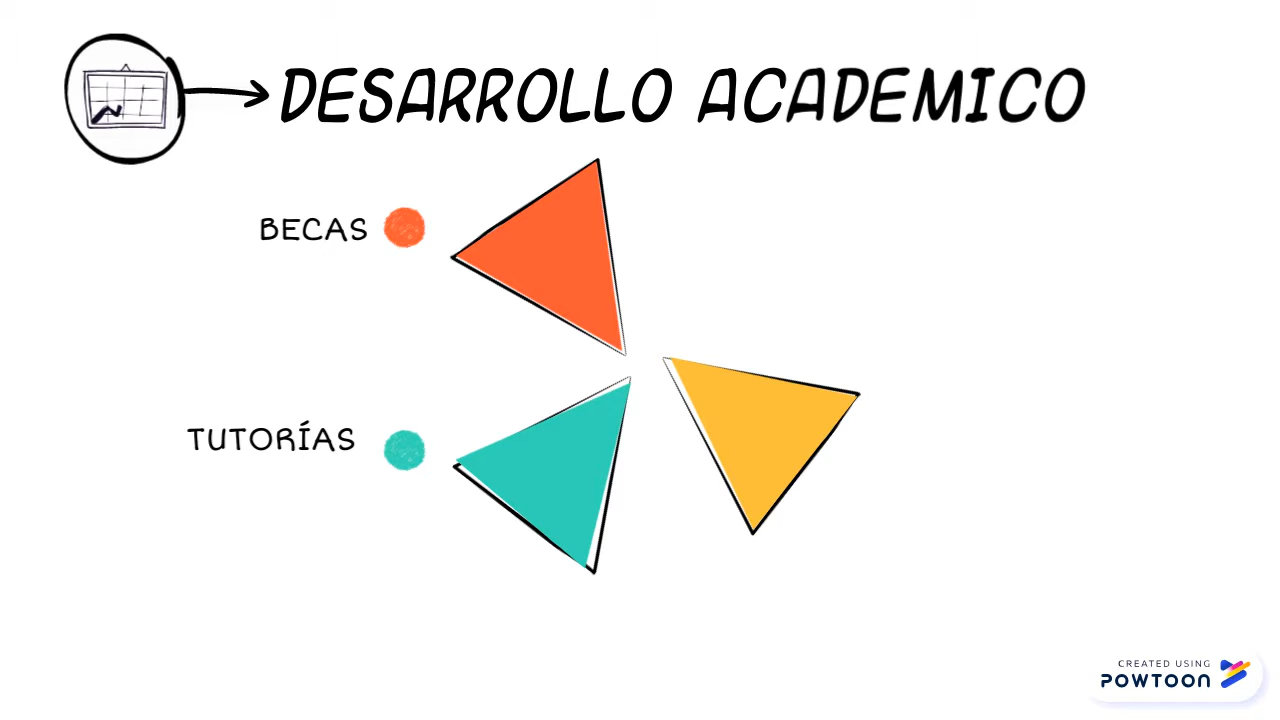 DESARROLLO ACADEMICO
BECAS
TUTORÍAS
CREATED USING
POWTOON